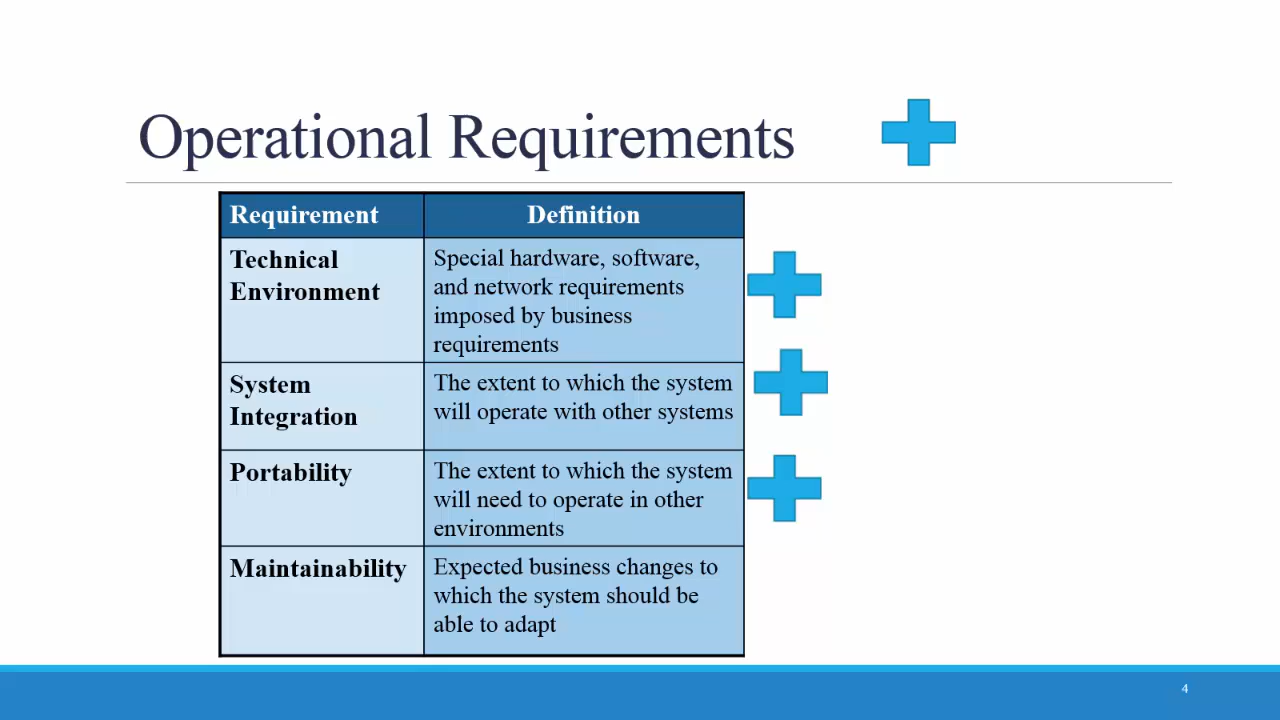 Operational Requirements
Requirement
Definition
Technical
Environment
Special hardware, software,
and network requirements
imposed by business
requirements
System
Integration
The extent to which the system
will operate with other systems
Portability
The extent to which the system
will need to operate in other
environments
Maintainability
Expected business changes to
which the system should be
able to adapt
4